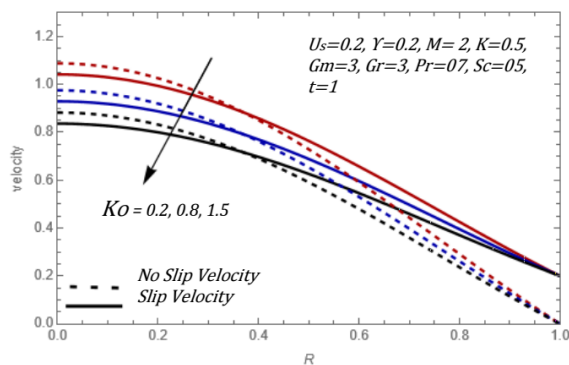 Us=0.2, Y=0.2, M= 2, K=0.5,
Gm=3, Gr=3, Pr=07, Sc=05,
t=1
Ko = 0.2, 0.8, 1.5
No Slip Velocity
Slip Velocity
velocity
1.2
1.0
0.8
0.6
0.4
0.2
0.0
0.0 0.2 0.4 0.6 0.8 1.0
R